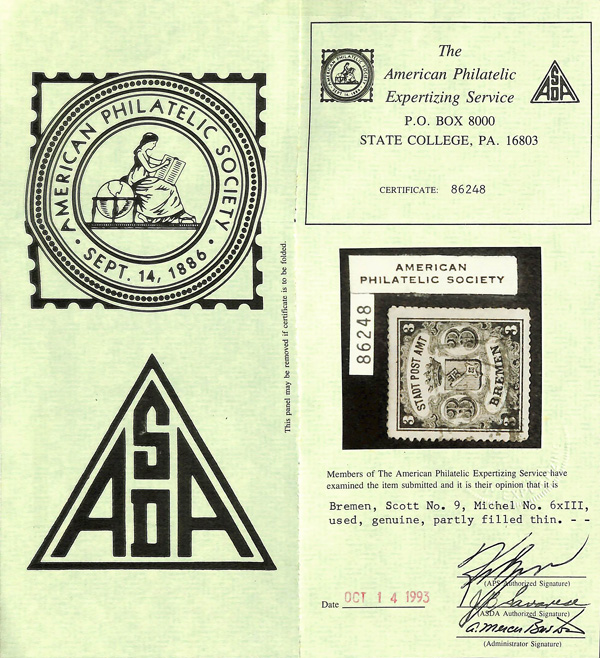 AMERICAN PHILATELIC SOCIETY
• SEPT. 14, 1886 •
ASDA
This panel may be removed if certificate is to be folded.
The
American Philatelic
Expertizing Service
P.O. BOX 8000
STATE COLLEGE, PA. 16803
ASDA
CERTIFICATE: 86248
AMERICAN
PHILATELIC SOCIETY
86248
3 3
STADT POST AMT
BREMEN
3 3
Members of The American Philatelic Expertizing Service have
examined the item submitted and it is their opinion that it is
Bremen, Scott No. 9, Michel No. 6xIII,
used, genuine, partly filled thin. - -
(APS Authorized Signature)
Date OCT 14 1993
(ASDA Authorized Signature)
(Administrator Signature)